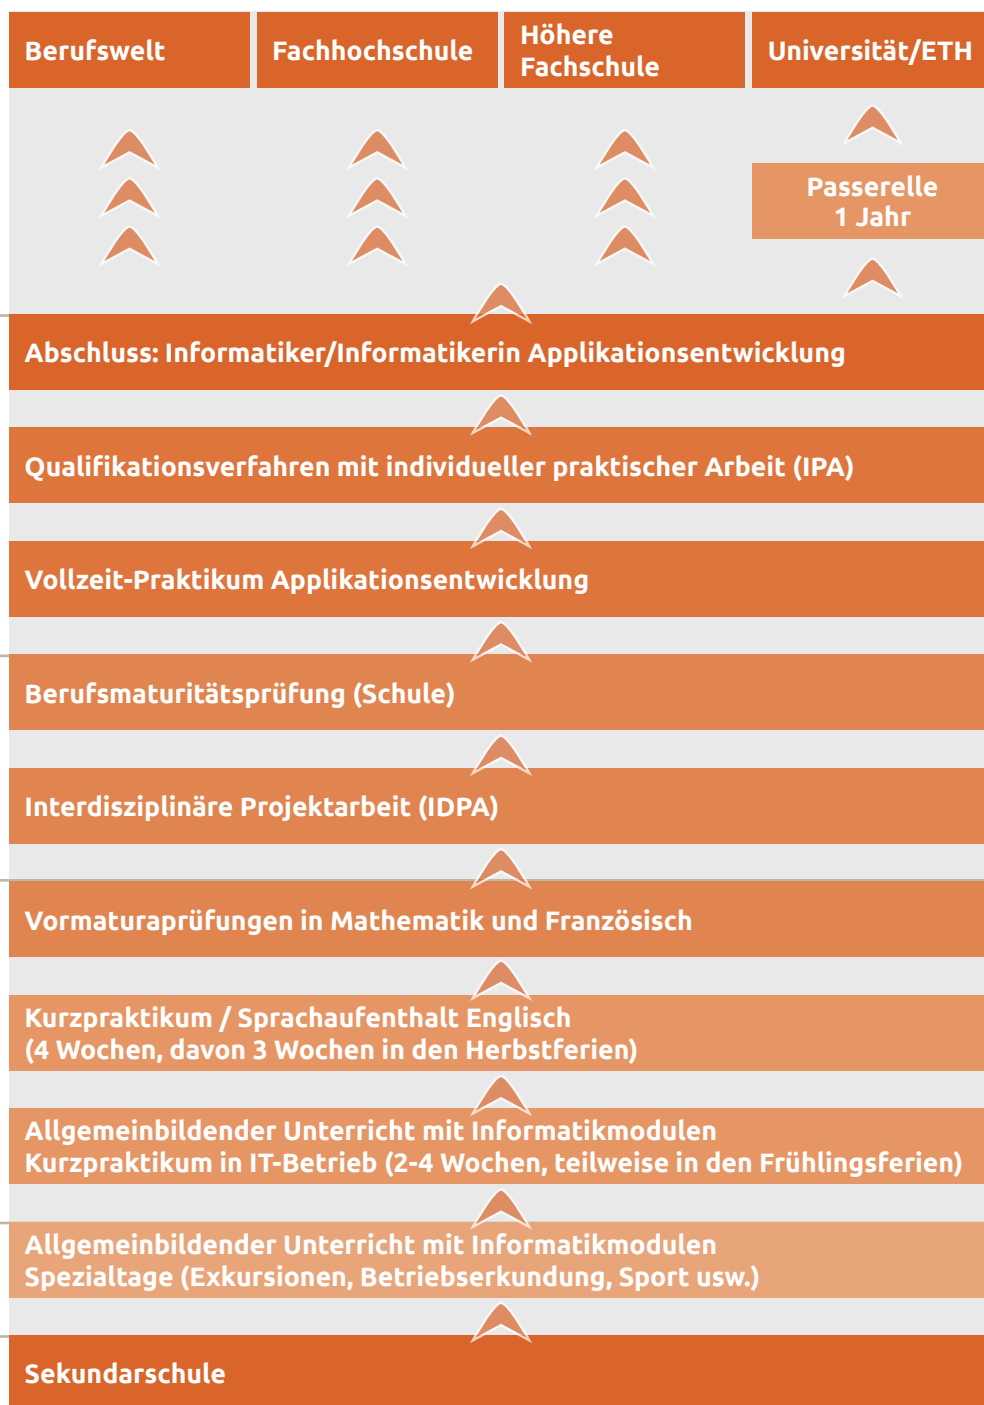 Berufswelt
Fachhochschule
Höhere
Fachschule
Universität/ETH
Passerelle
1 Jahr
Abschluss: Informatiker/Informatikerin Applikationsentwicklung
Qualifikationsverfahren mit individueller praktischer Arbeit (IPA)
Vollzeit-Praktikum Applikationsentwicklung
Berufsmaturitätsprüfung (Schule)
Interdisziplinäre Projektarbeit (IDPA)
Vormaturaprüfungen in Mathematik und Französisch
Kurzpraktikum / Sprachaufenthalt Englisch
(4 Wochen, davon 3 Wochen in den Herbstferien)
Allgemeinbildender Unterricht mit Informatikmodulen
Kurzpraktikum in IT-Betrieb (2-4 Wochen, teilweise in den Frühlingsferien)
Allgemeinbildender Unterricht mit Informatikmodulen
Spezialtage (Exkursionen, Betriebserkundung, Sport usw.)
Sekundarschule